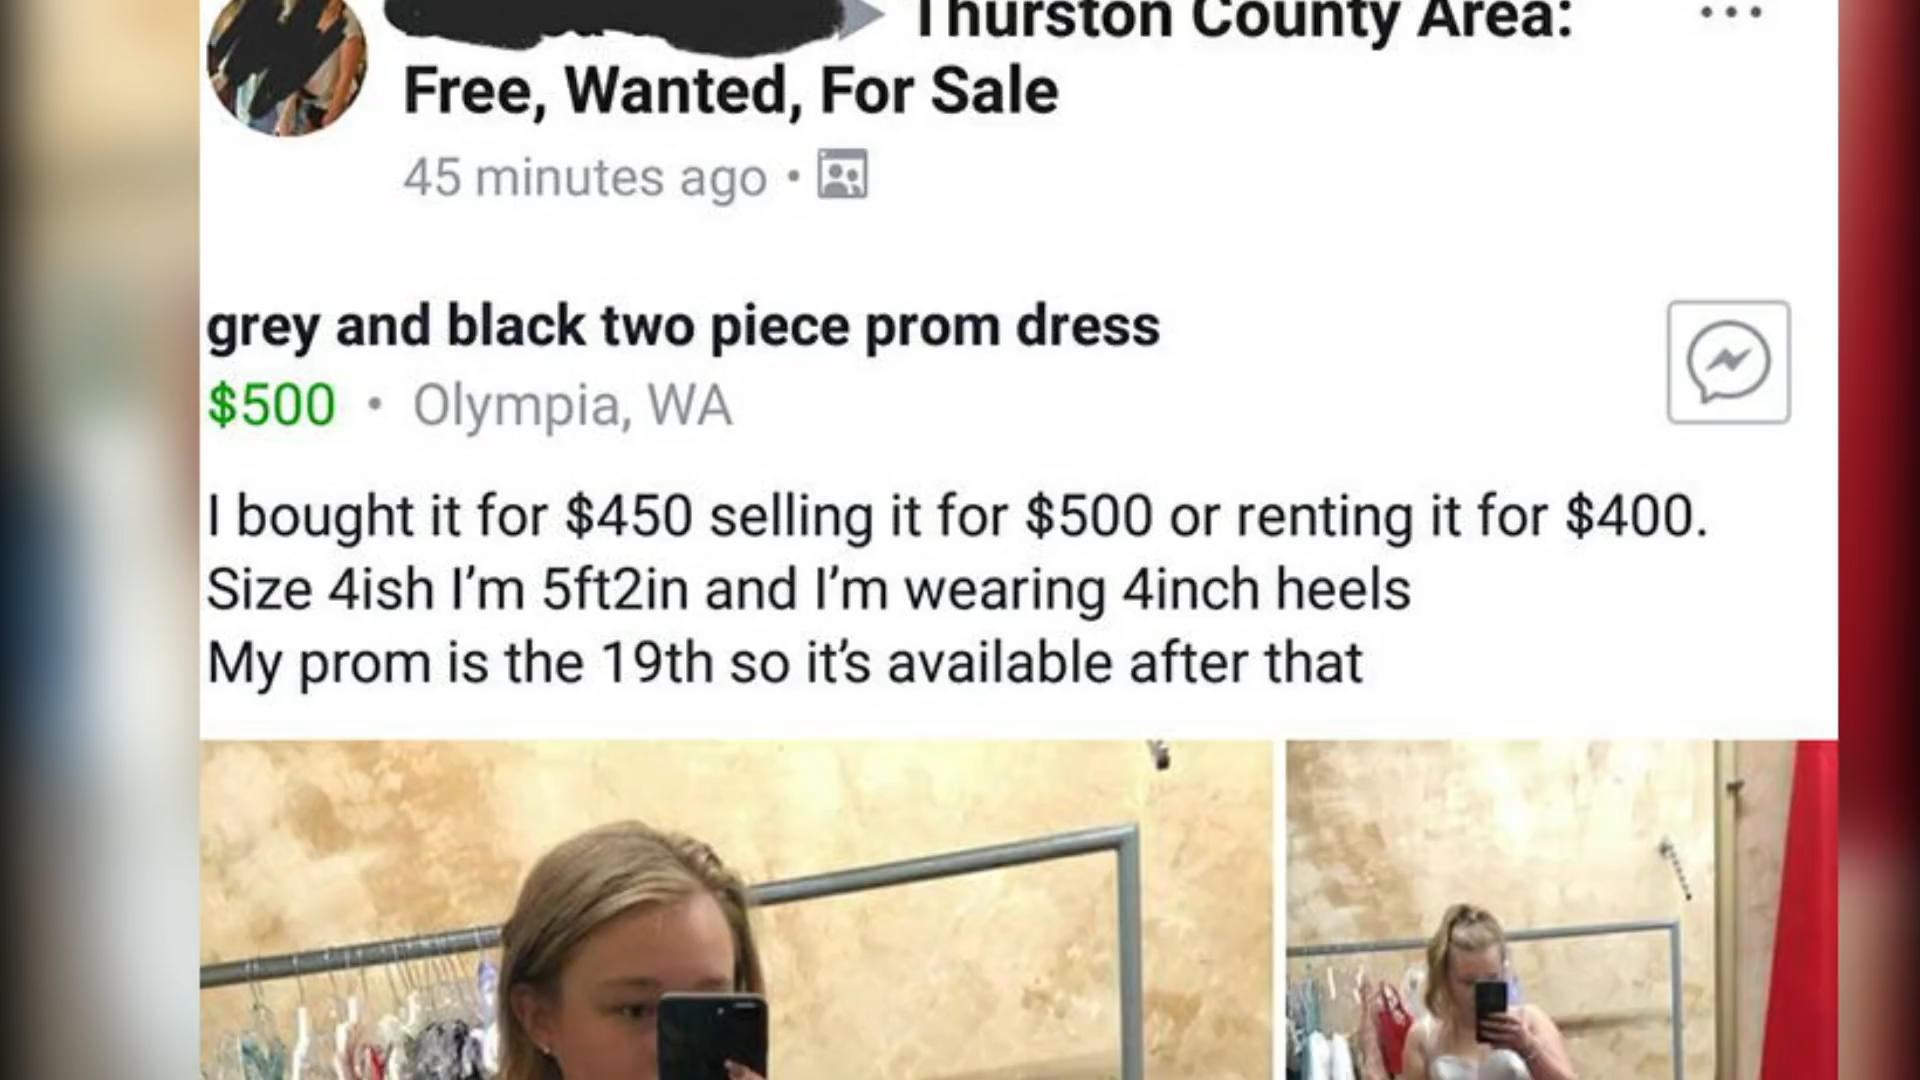 Thurston County Area:
Free, Wanted, For Sale
45 minutes ago •
grey and black two piece prom dress
$500 • Olympia, WA
I bought it for $450 selling it for $500 or renting it for $400.
Size 4ish I'm 5ft2in and I'm wearing 4inch heels
My prom is the 19th so it's available after that